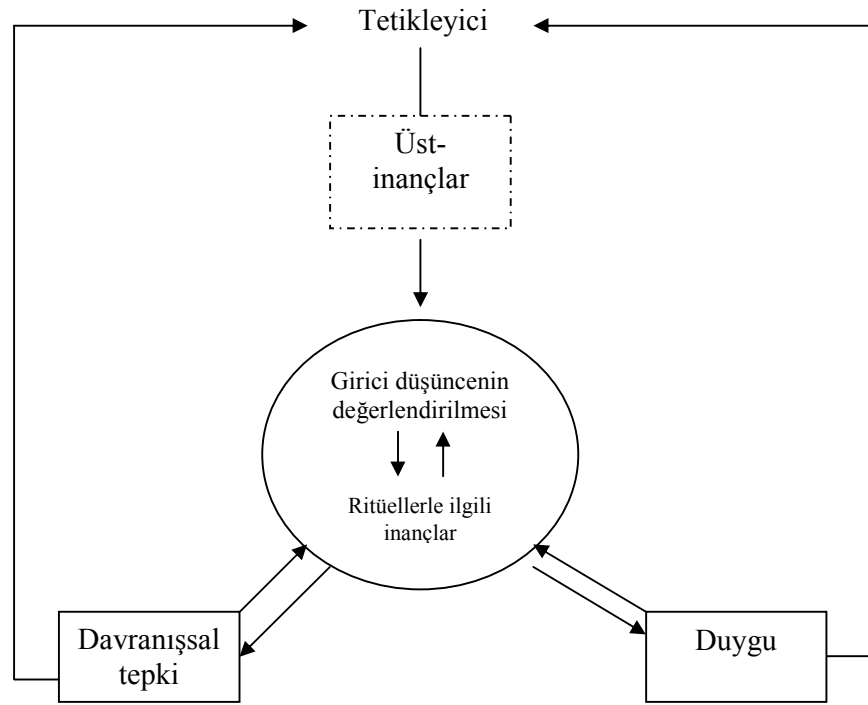 Tetikleyici
Üst-
inançlar
Girici düşüncenin
değerlendirilmesi
Ritüellerle ilgili
inançlar
Davranışsal
tepki
Duygu